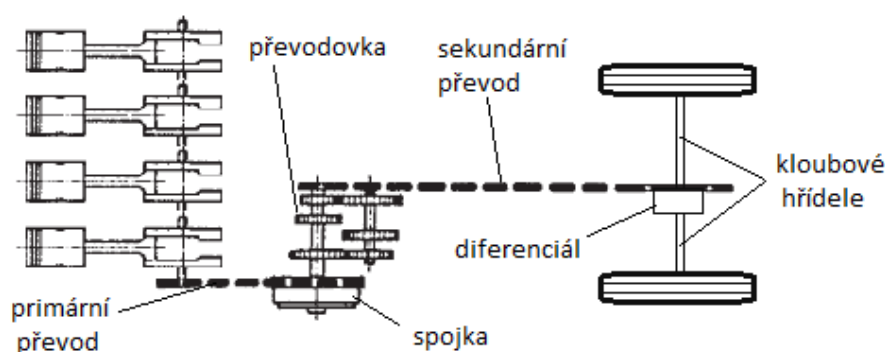 převodovka
sekundární
převod
kloubové
hřídele
diferenciál
primární
převod
spojka